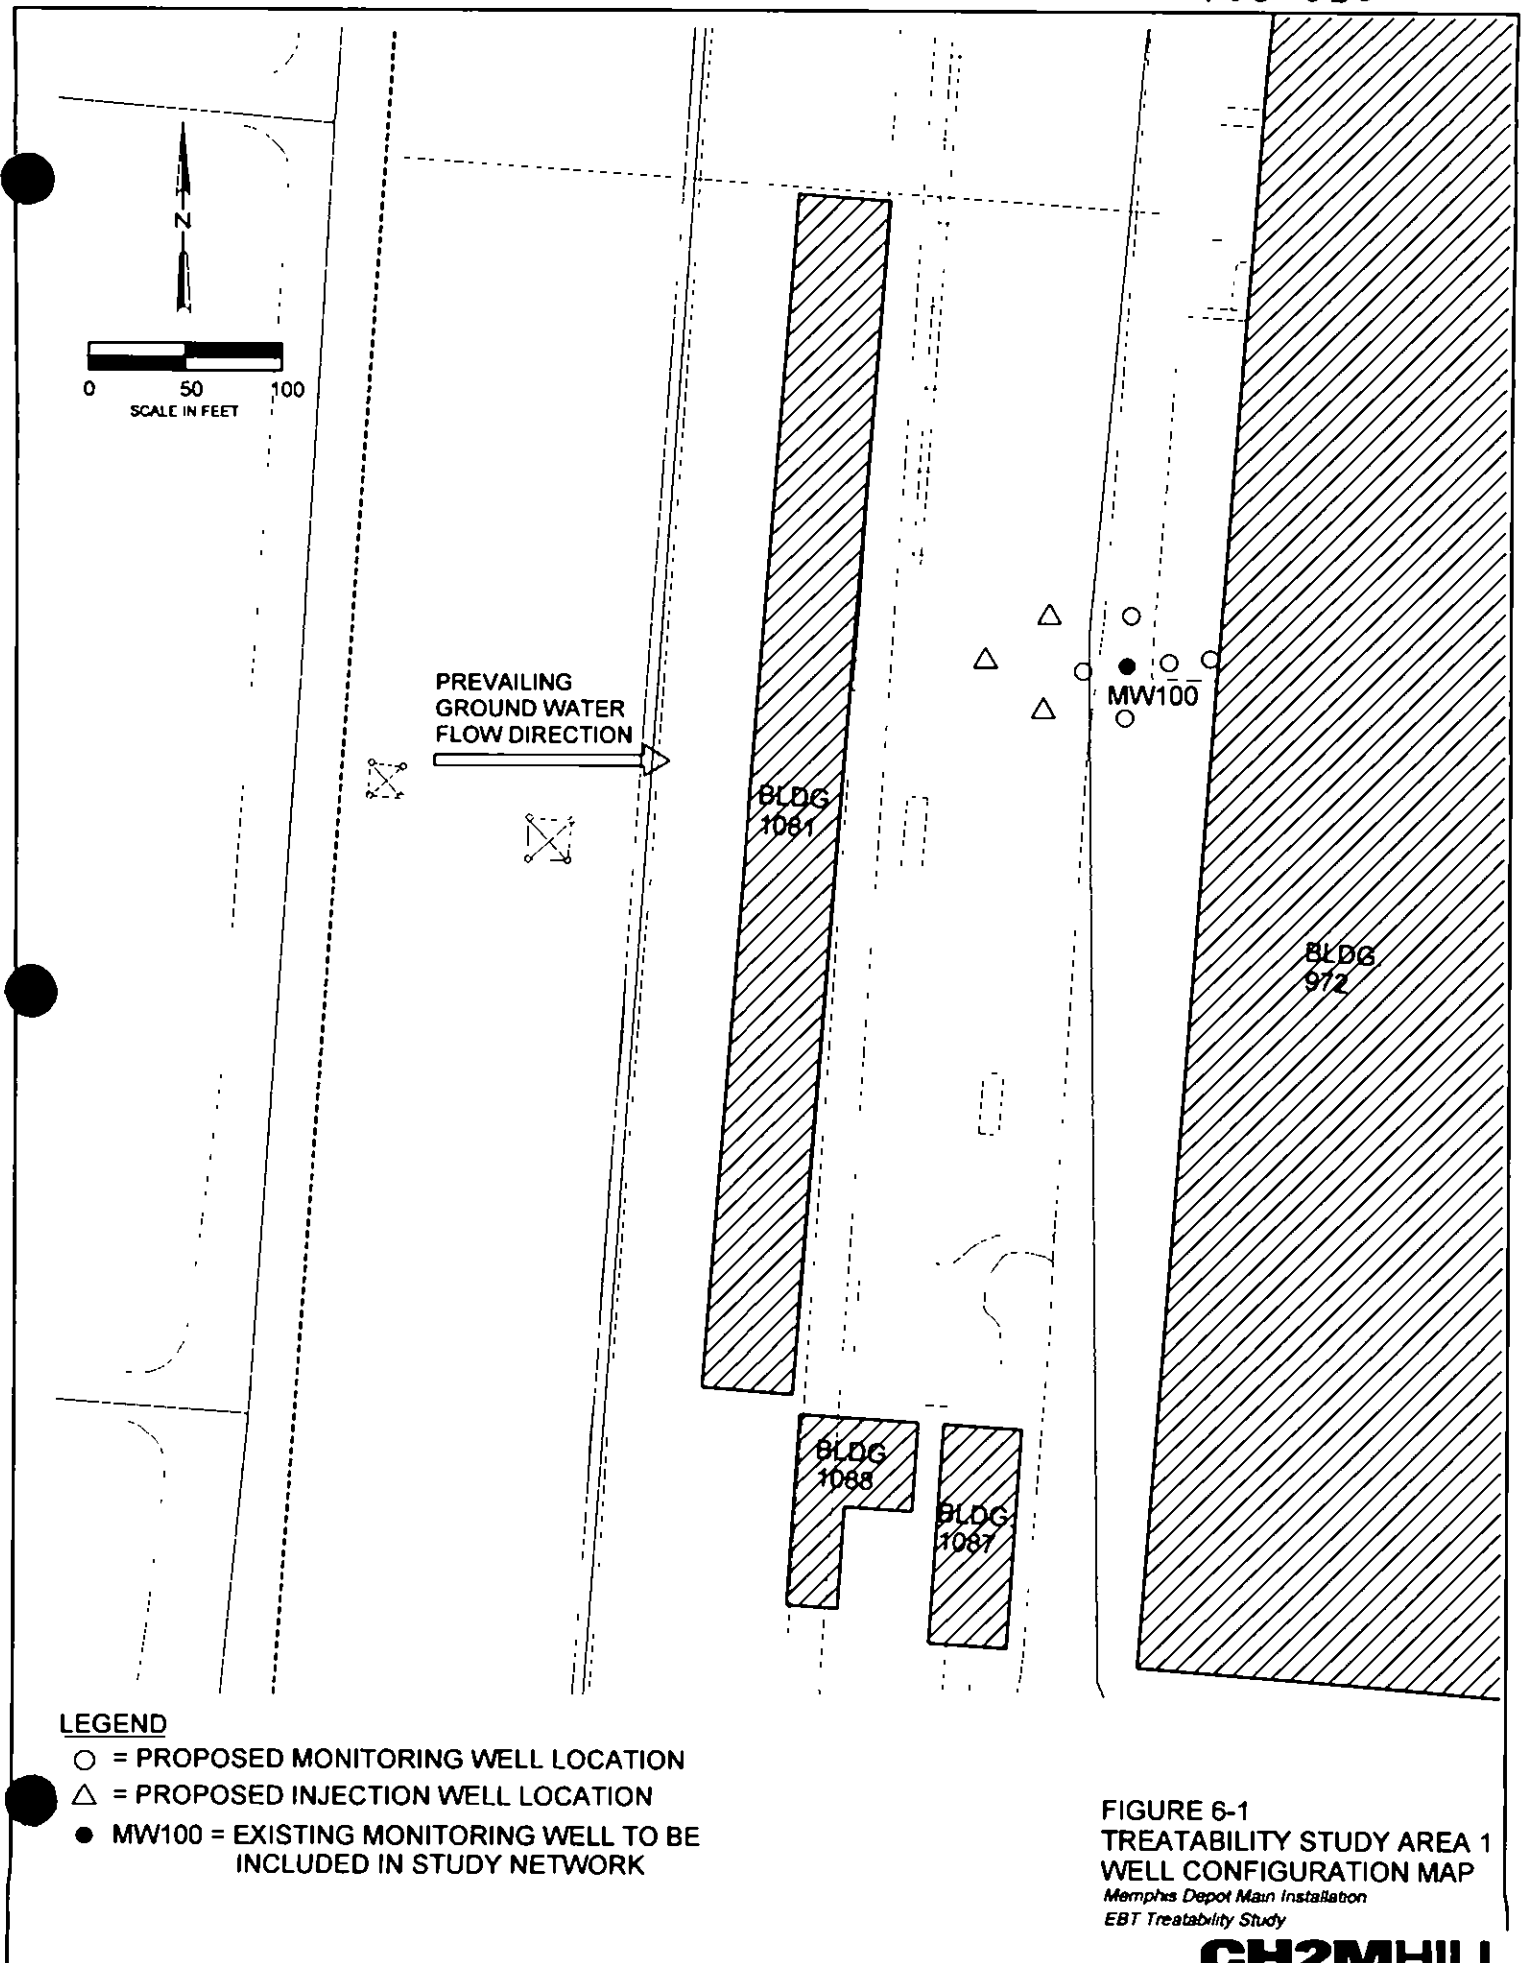 N
0 50 100
SCALE IN FEET
PREVAILING
GROUND WATER
FLOW DIRECTION
MW100
BLDG
1081
BLDG.
972
BLDG
1088
BLDG.
1087
LEGEND
○ = PROPOSED MONITORING WELL LOCATION
△ = PROPOSED INJECTION WELL LOCATION
● MW100 = EXISTING MONITORING WELL TO BE
INCLUDED IN STUDY NETWORK
FIGURE 6-1
TREATABILITY STUDY AREA 1
WELL CONFIGURATION MAP
Memphis Depot Main Installation
EBT Treatability Study
CH2MHILL